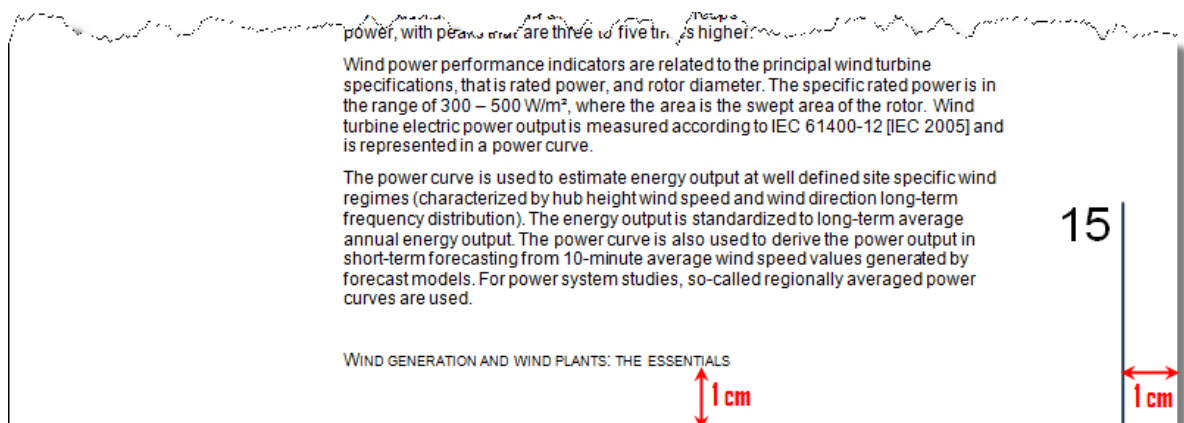 power, with peaks that are three to five times higher.
Wind power performance indicators are related to the principal wind turbine
specifications, that is rated power, and rotor diameter. The specific rated power is in
the range of 300 – 500 W/m², where the area is the swept area of the rotor. Wind
turbine electric power output is measured according to IEC 61400-12 [IEC 2005] and
is represented in a power curve.
The power curve is used to estimate energy output at well defined site specific wind
regimes (characterized by hub height wind speed and wind direction long-term
frequency distribution). The energy output is standardized to long-term average
annual energy output. The power curve is also used to derive the power output in
short-term forecasting from 10-minute average wind speed values generated by
forecast models. For power system studies, so-called regionally averaged power
curves are used.
15
WIND GENERATION AND WIND PLANTS: THE ESSENTIALS
1 cm
1 cm